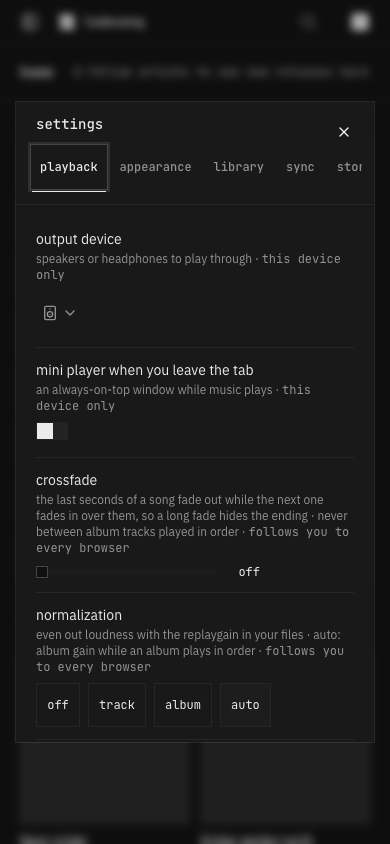 settings
playback appearance library sync stor
output device
speakers or headphones to play through · this device
only
mini player when you leave the tab
an always-on-top window while music plays · this
device only
crossfade
the last seconds of a song fade out while the next one
fades in over them, so a long fade hides the ending · never
between album tracks played in order · follows you to
every browser
off
normalization
even out loudness with the replaygain in your files · auto:
album gain while an album plays in order · follows you
to every browser
off track album auto